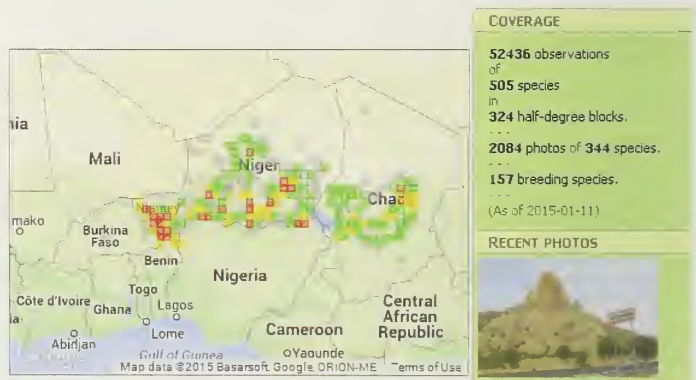 COVERAGE
52436 observations
of
505 species
in
324 half-degree blocks.
- - -
2084 photos of 344 species.
- - -
157 breeding species.
- - -
(As of 2015-01-11)
RECENT PHOTOS
nia
Mali
Niger
Chad
Niamey
mako
Burkina
Faso
Benin
Nigeria
Togo
Côte d'Ivoire
Ghana
Lagos
ia
Lome
Abidjan
Cameroon
Central
African
Republic
Gulf of Guinea
Yaounde
Map data ©2015 Basarsoft, Google, ORION-ME
Terms of Use